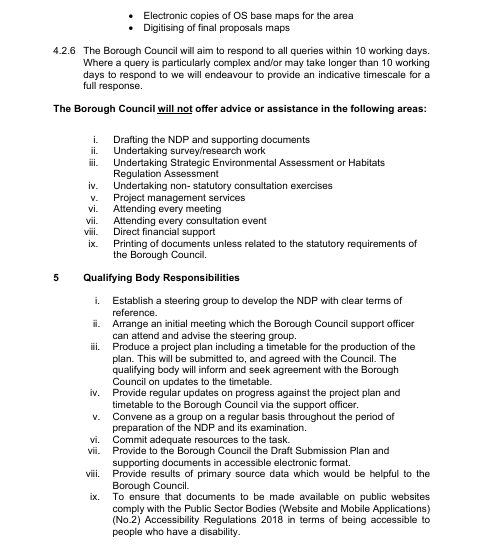 • Electronic copies of OS base maps for the area
• Digitising of final proposals maps
4.2.6 The Borough Council will aim to respond to all queries within 10 working days.
Where a query is particularly complex and/or may take longer than 10 working
days to respond to we will endeavour to provide an indicative timescale for a
full response.
The Borough Council will not offer advice or assistance in the following areas:
i. Drafting the NDP and supporting documents
ii. Undertaking survey/research work
iii. Undertaking Strategic Environmental Assessment or Habitats
Regulation Assessment
iv. Undertaking non- statutory consultation exercises
v. Project management services
vi. Attending every meeting
vii. Attending every consultation event
viii. Direct financial support
ix. Printing of documents unless related to the statutory requirements of
the Borough Council.
5 Qualifying Body Responsibilities
i. Establish a steering group to develop the NDP with clear terms of
reference.
ii. Arrange an initial meeting which the Borough Council support officer
can attend and advise the steering group.
iii. Produce a project plan including a timetable for the production of the
plan. This will be submitted to, and agreed with the Council. The
qualifying body will inform and seek agreement with the Borough
Council on updates to the timetable.
iv. Provide regular updates on progress against the project plan and
timetable to the Borough Council via the support officer.
v. Convene as a group on a regular basis throughout the period of
preparation of the NDP and its examination.
vi. Commit adequate resources to the task.
vii. Provide to the Borough Council the Draft Submission Plan and
supporting documents in accessible electronic format.
viii. Provide results of primary source data which would be helpful to the
Borough Council.
ix. To ensure that documents to be made available on public websites
comply with the Public Sector Bodies (Website and Mobile Applications)
(No.2) Accessibility Regulations 2018 in terms of being accessible to
people who have a disability.